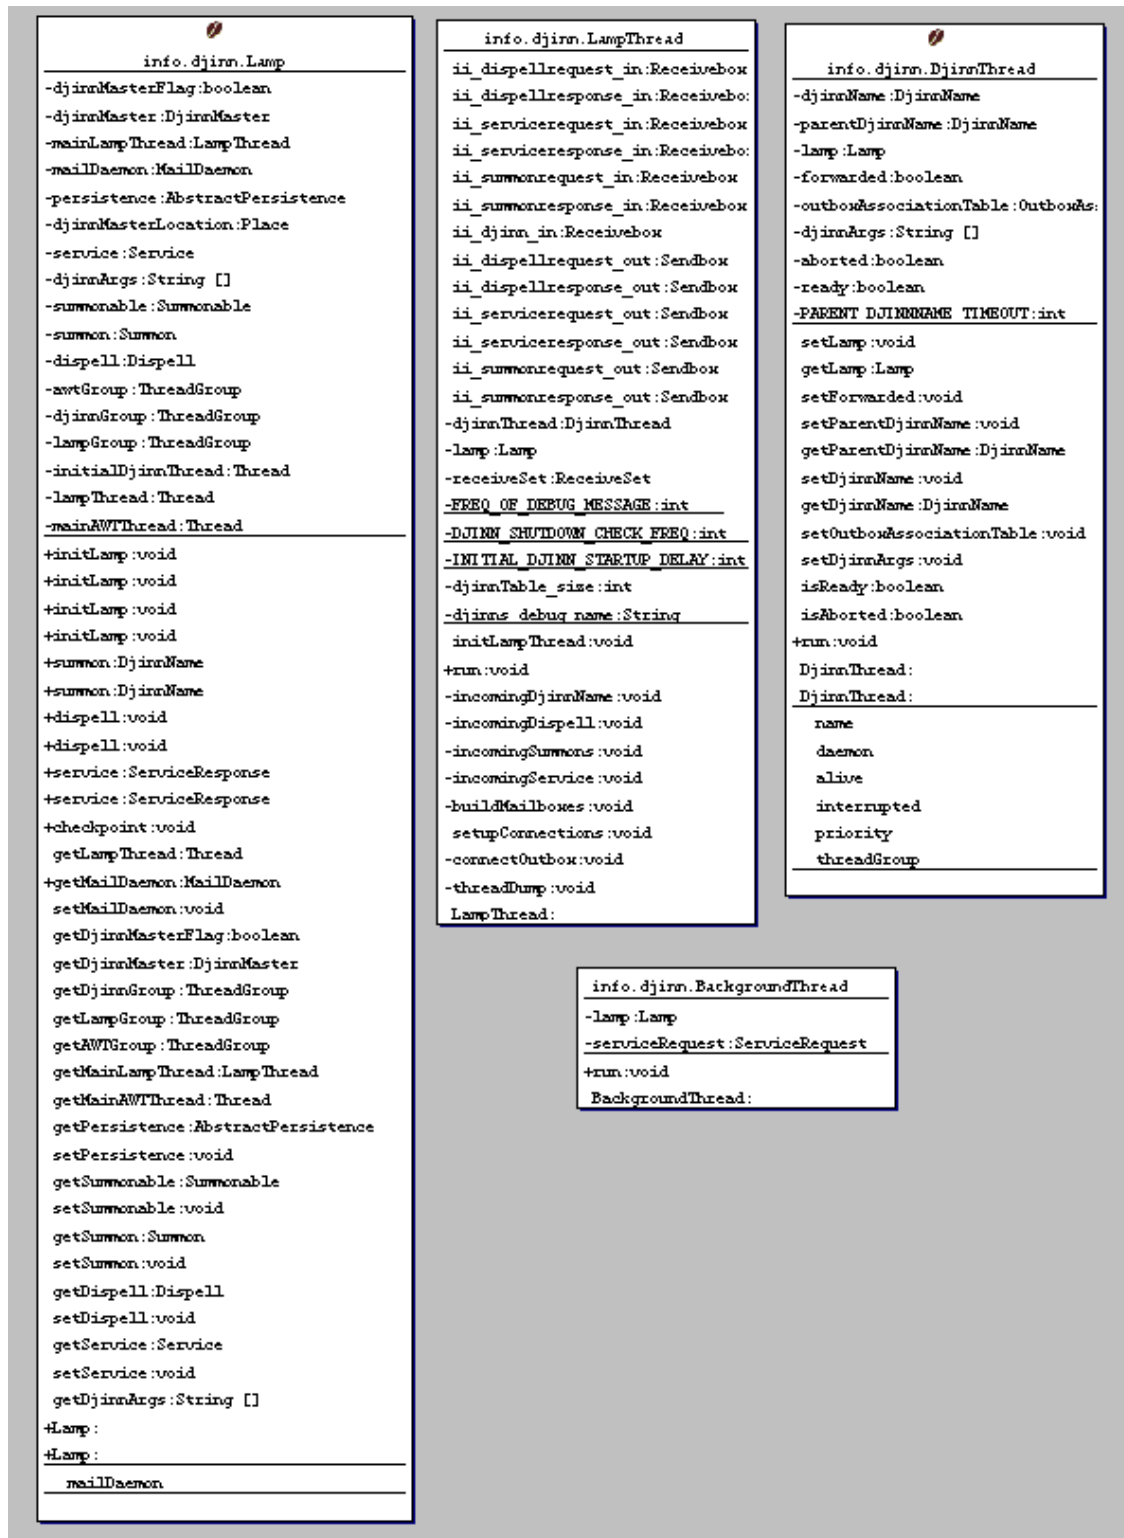 info.djinn.Lamp
-djinnMasterFlag:boolean
-djinnMaster:DjinnMaster
-mainLampThread:LampThread
-mailDaemon:MailDaemon
-persistence:AbstractPersistence
-djinnMasterLocation:Place
-service:Service
-djinnArgs:String []
-summonable:Summonable
-summon:Summon
-dispell:Dispell
-awtGroup:ThreadGroup
-djinnGroup:ThreadGroup
-lampGroup:ThreadGroup
-initialDjinnThread:Thread
-lampThread:Thread
-mainAWTThread:Thread
+initLamp:void
+initLamp:void
+initLamp:void
+initLamp:void
+summon:DjinnName
+summon:DjinnName
+dispell:void
+dispell:void
+service:ServiceResponse
+service:ServiceResponse
+checkpoint:void
getLampThread:Thread
+getMailDaemon:MailDaemon
setMailDaemon:void
getDjinnMasterFlag:boolean
getDjinnMaster:DjinnMaster
getDjinnGroup:ThreadGroup
getLampGroup:ThreadGroup
getAWTGroup:ThreadGroup
getMainLampThread:LampThread
getMainAWTThread:Thread
getPersistence:AbstractPersistence
setPersistence:void
getSummonable:Summonable
setSummonable:void
getSummon:Summon
setSummon:void
getDispell:Dispell
setDispell:void
getService:Service
setService:void
getDjinnArgs:String []
+Lamp:
+Lamp:
mailDaemon
info.djinn.LampThread
ii_dispellrequest_in:Receivebox
ii_dispellresponse_in:Receivebo:
ii_servicerequest_in:Receivebox
ii_serviceresponse_in:Receivebo:
ii_summonrequest_in:Receivebox
ii_summonresponse_in:Receivebox
ii_djinn_in:Receivebox
ii_dispellrequest_out:Sendbox
ii_dispellresponse_out:Sendbox
ii_servicerequest_out:Sendbox
ii_serviceresponse_out:Sendbox
ii_summonrequest_out:Sendbox
ii_summonresponse_out:Sendbox
-djinnThread:DjinnThread
-lamp:Lamp
-receiveSet:ReceiveSet
-FREQ_OF_DEBUG_MESSAGE:int
-DJINN_SHUTDOWN_CHECK_FREQ:int
-INITIAL_DJINN_STARTUP_DELAY:int
-djinnTable_size:int
-djinns_debug_name:String
initLampThread:void
+run:void
-incomingDjinnName:void
-incomingDispell:void
-incomingSummons:void
-incomingService:void
-buildMailboxes:void
setupConnections:void
-connectOutbox:void
-threadDump:void
LampThread:
info.djinn.DjinnThread
-djinnName:DjinnName
-parentDjinnName:DjinnName
-lamp:Lamp
-forwarded:boolean
-outboxAssociationTable:OutboxAs:
-djinnArgs:String []
-aborted:boolean
-ready:boolean
-PARENT_DJINNNAME_TIMEOUT:int
setLamp:void
getLamp:Lamp
setForwarded:void
setParentDjinnName:void
getParentDjinnName:DjinnName
setDjinnName:void
getDjinnName:DjinnName
setOutboxAssociationTable:void
setDjinnArgs:void
isReady:boolean
isAborted:boolean
+run:void
DjinnThread:
DjinnThread:
name
daemon
alive
interrupted
priority
threadGroup
info.djinn.BackgroundThread
-lamp:Lamp
-serviceRequest:ServiceRequest
+run:void
BackgroundThread: